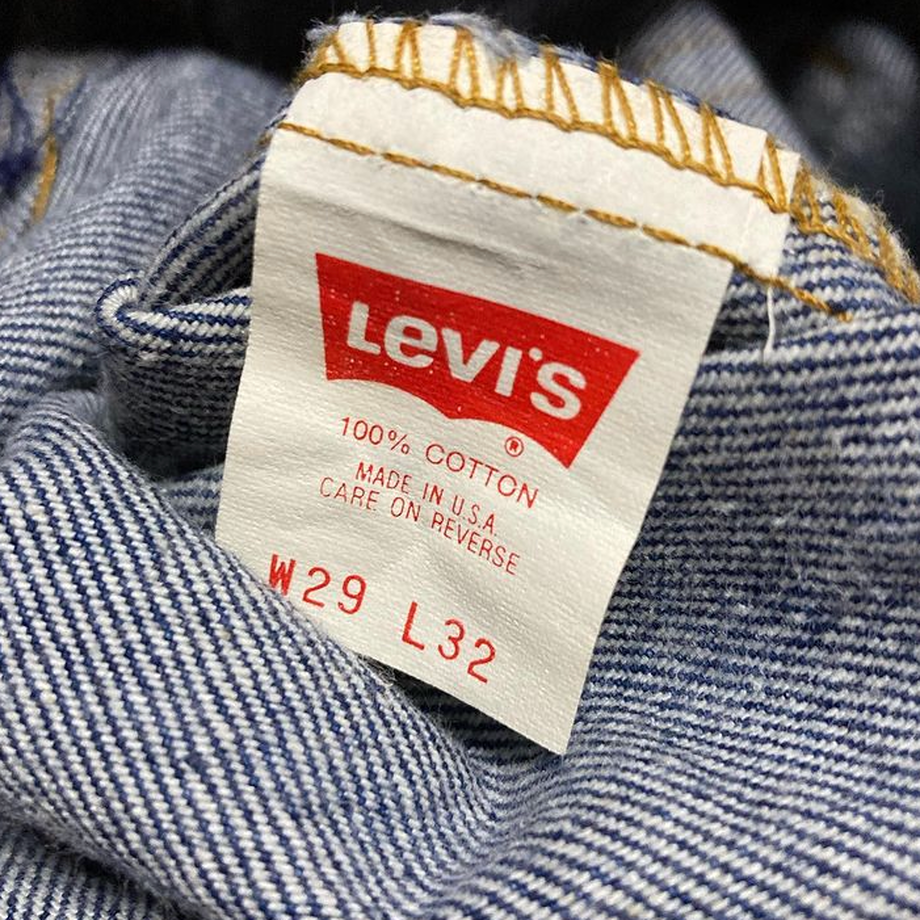 Levi's
®
100% COTTON
MADE IN U.S.A.
CARE ON REVERSE
W29 L32